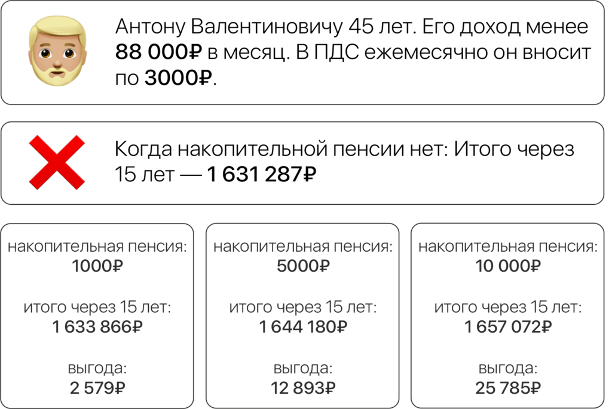 Антону Валентиновичу 45 лет. Его доход менее
88 000₽ в месяц. В ПДС ежемесячно он вносит
по 3000₽.
Когда накопительной пенсии нет: Итого через
15 лет — 1 631 287₽
накопительная пенсия:
1000₽
итого через 15 лет:
1 633 866₽
выгода:
2 579₽
накопительная пенсия:
5000₽
итого через 15 лет:
1 644 180₽
выгода:
12 893₽
накопительная пенсия:
10 000₽
итого через 15 лет:
1 657 072₽
выгода:
25 785₽